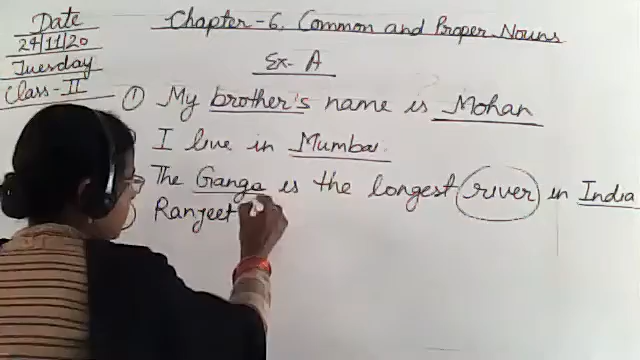 Date
24/11/20
Tuesday
Class-II
Chapter-6. Common and Proper Nouns
Ex- A
① My brother's name is Mohan
I live in Mumbai.
The Ganga is the longest river in India
Ranjeet